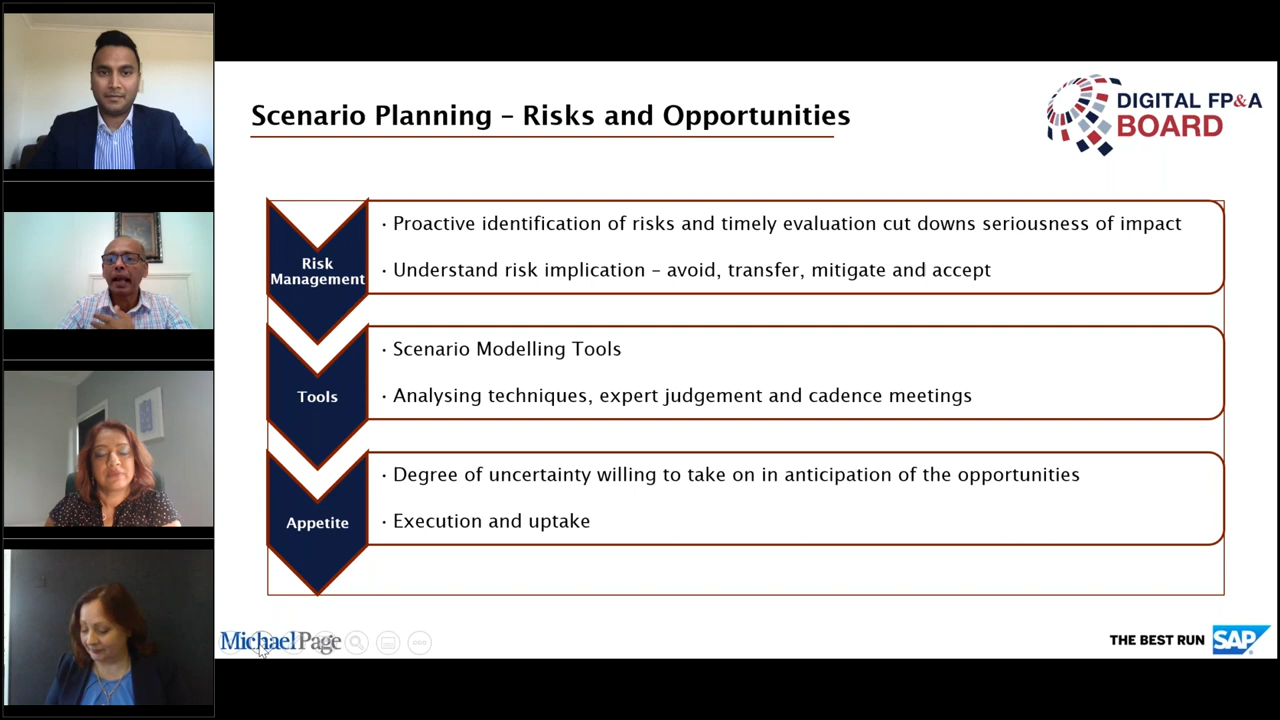 Scenario Planning – Risks and Opportunities
DIGITAL FP&A
BOARD
Risk
Management
· Proactive identification of risks and timely evaluation cut downs seriousness of impact
· Understand risk implication – avoid, transfer, mitigate and accept
Tools
· Scenario Modelling Tools
· Analysing techniques, expert judgement and cadence meetings
Appetite
· Degree of uncertainty willing to take on in anticipation of the opportunities
· Execution and uptake
MichaelPage
THE BEST RUN SAP